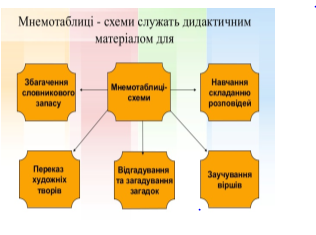 Мнемотаблиці - схеми служать дидактичним
матеріалом для
Збагачення
словникового
запасу
Мнемотаблиці-
схеми
Навчання
складанню
розповідей
Переказ
художніх
творів
Відгадування
та загадування
загадок
Заучування
віршів